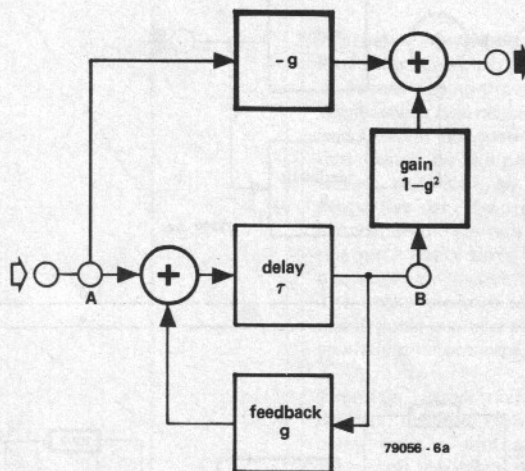 -g
+
gain
1-g²
A
+
delay
τ
B
feedback
g
79056 - 6a